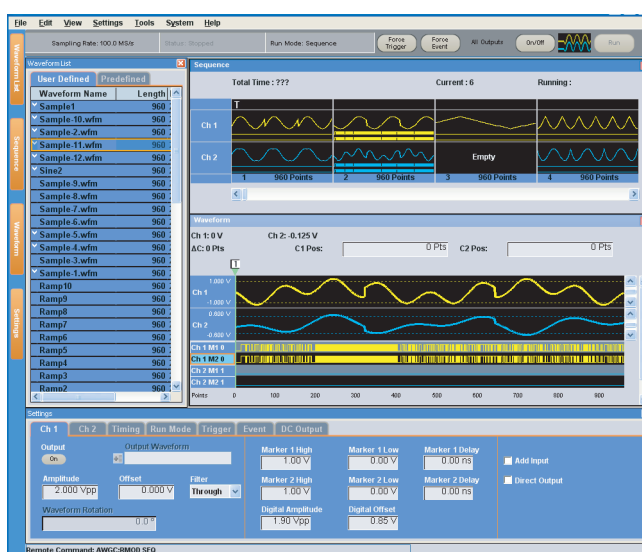 File Edit View Settings Tools System Help
Sampling Rate: 100.0 MS/s Status: Stopped Run Mode: Sequence Force Trigger Force Event All Outputs On/Off Run
Waveform List
Sequence
Waveform
Settings
Waveform List
User Defined Predefined
Waveform Name Length
Sample1 960
Sample-10.wfm 960
Sample-2.wfm 960
Sample-11.wfm 960
Sample-12.wfm 960
Sine2 960
Sample-9.wfm 960
Sample-8.wfm 960
Sample-7.wfm 960
Sample-6.wfm 960
Sample-5.wfm 960
Sample-4.wfm 960
Sample-3.wfm 960
Sample-1.wfm 960
Ramp10 960
Ramp9 960
Ramp8 960
Ramp7 960
Ramp6 960
Ramp5 960
Ramp4 960
Ramp3 960
Ramp2 960
Sequence
Total Time : ??? Current : 6 Running :
T
Ch 1
Ch 2 Empty
1 960 Points 2 960 Points 3 960 Points 4 960 Points
Waveform
Ch 1: 0 V Ch 2: -0.125 V
ΔC: 0 Pts C1 Pos: 0 Pts C2 Pos: 0 Pts
1
1.000 V
Ch 1
-1.000 V
0.600 V
Ch 2
-0.600 V
Ch 1 M1 0
Ch 1 M2 0
Ch 2 M1 1
Ch 2 M2 1
Points 0 100 200 300 400 500 600 700 800 900
Settings
Ch 1 Ch 2 Timing Run Mode Trigger Event DC Output
Output Output Waveform Marker 1 High Marker 1 Low Marker 1 Delay
On 1.00 V 0.00 V 0.00 ns Add Input
Amplitude Offset Filter Marker 2 High Marker 2 Low Marker 2 Delay Direct Output
2.000 Vpp 0.000 V Through 1.00 V 0.00 V 0.00 ns
Waveform Rotation Digital Amplitude Digital Offset
0.0 ° 1.90 Vpp 0.85 V
Remote Command: AWGC:RMOD SEQ